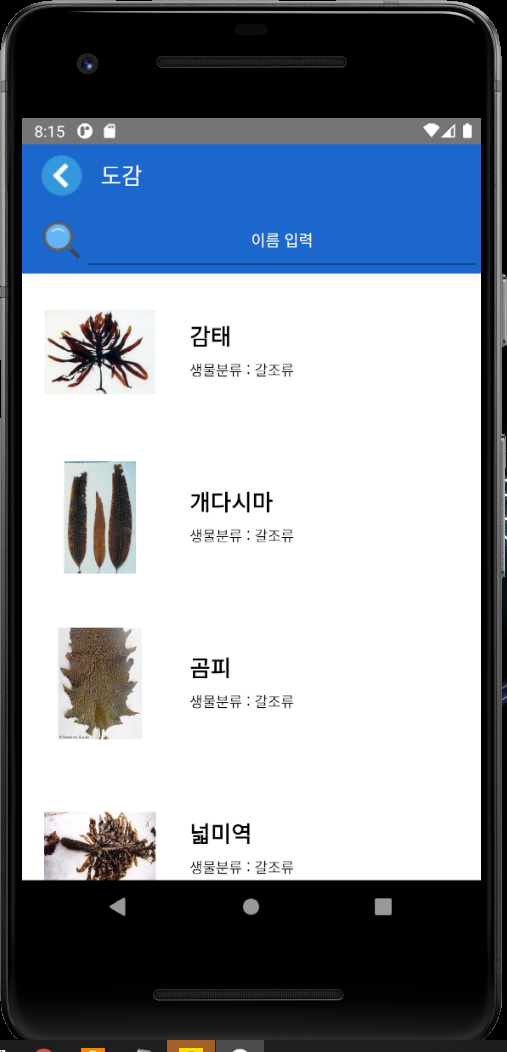 8:15
도감
이름 입력
감태
생물분류 : 갈조류
개다시마
생물분류 : 갈조류
곰피
생물분류 : 갈조류
넓미역
생물분류 : 갈조류